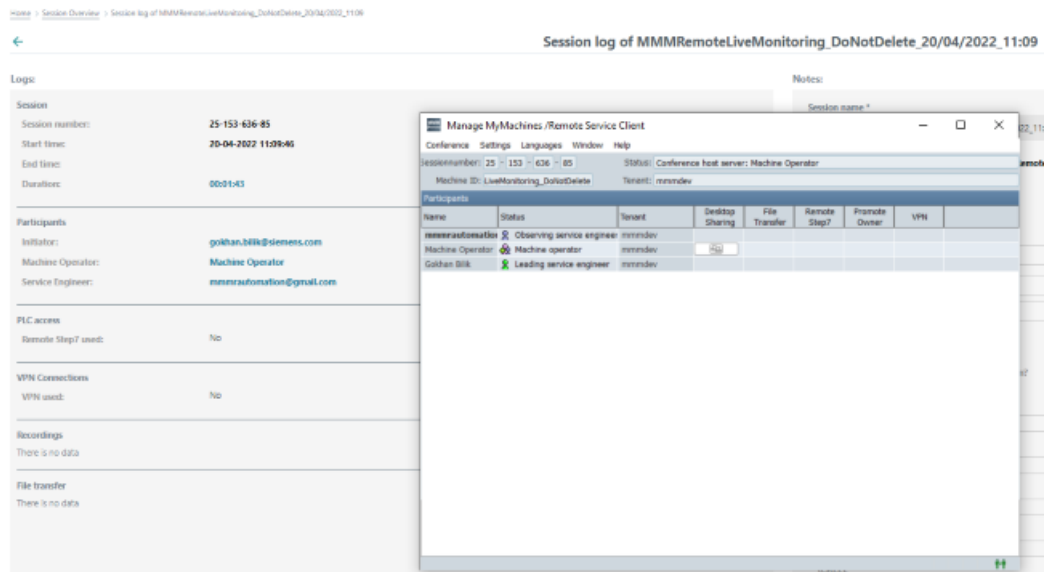 Home > Session Overview > Session log of MMMRemoteLiveMonitoring_DoNotDelete_20/04/2022_11:09
Session log of MMMRemoteLiveMonitoring_DoNotDelete_20/04/2022_11:09
Logs:
Notes:
Session
Session name *
Session number: 25-153-636-85
Start time: 20-04-2022 11:09:46
End time:
Duration: 00:01:43
Participants
Initiator: gokhan.bilik@siemens.com
Machine Operator: Machine Operator
Service Engineer: mmmrautomation@gmail.com
PLC access
Remote Step7 used: No
VPN Connections
VPN used: No
Recordings
There is no data
File transfer
There is no data
Manage MyMachines /Remote Service Client
Conference Settings Languages Window Help
Sessionnumber: 25 - 153 - 636 - 85 Status: Conference host server: Machine Operator
Machine ID: LiveMonitoring_DoNotDelete Tenant: mmmdev
Participants
Name Status Tenant Desktop Sharing File Transfer Remote Step7 Promote Owner VPN
mmmrautomation Observing service engineer mmmdev
Machine Operator Machine operator mmmdev
Gokhan Bilik Leading service engineer mmmdev